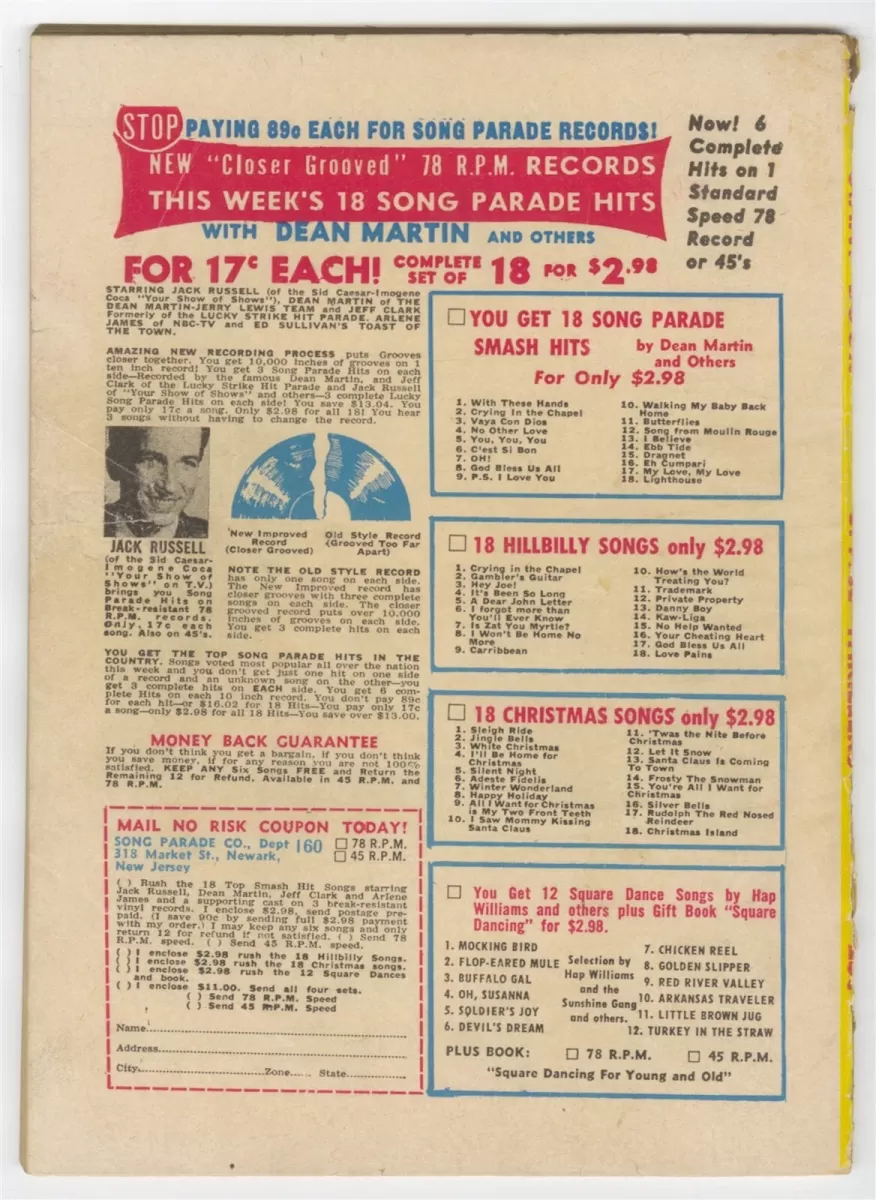 STOP PAYING 89c EACH FOR SONG PARADE RECORDS!
NEW "Closer Grooved" 78 R.P.M. RECORDS
THIS WEEK'S 18 SONG PARADE HITS
WITH DEAN MARTIN AND OTHERS
FOR 17c EACH! COMPLETE SET OF 18 FOR $2.98
Now! 6
Complete
Hits on 1
Standard
Speed 78
Record
or 45's
STARRING JACK RUSSELL (of the Sid Caesar-Imogene
Coca "Your Show of Shows"), DEAN MARTIN of THE
DEAN MARTIN-JERRY LEWIS TEAM and JEFF CLARK
Formerly of the LUCKY STRIKE HIT PARADE. ARLENE
JAMES of NBC-TV and ED SULLIVAN'S TOAST OF
THE TOWN.
AMAZING NEW RECORDING PROCESS puts Grooves
closer together. You get 10,000 inches of grooves on 1
ten inch record! You get 3 Song Parade Hits on each
side—Recorded by the famous Dean Martin, and Jeff
Clark of the Lucky Strike Hit Parade and Jack Russell
of "Your Show of Shows" and others—3 complete Lucky
Song Parade Hits on each side! You save $13.04. You
pay only 17c a song. Only $2.98 for all 18! You hear
3 songs without having to change the record.
JACK RUSSELL
(of the Sid Caesar-
Imogene Coca
"Your Show of
Shows" on T.V.)
brings you Song
Parade Hits on
Break-resistant 78
R.P.M. records.
Only 17c each
song. Also on 45's.
'New Improved
Record
(Closer Grooved)
Old Style Record
(Grooved Too Far
Apart)
NOTE THE OLD STYLE RECORD
has only one song on each side.
The New Improved record has
closer grooves with three complete
songs on each side. The closer
grooved record puts over 10,000
inches of grooves on each side.
You get 3 complete hits on each
side.
YOU GET THE TOP SONG PARADE HITS IN THE
COUNTRY. Songs voted most popular all over the nation
this week and you don't get just one hit on one side
of a record and an unknown song on the other—you
get 3 complete hits on EACH side. You get 6 com-
plete Hits on each 10 inch record. You don't pay 89c
for each hit—or $16.02 for 18 Hits—You pay only 17c
a song—only $2.98 for all 18 Hits—You save over $13.00.
MONEY BACK GUARANTEE
If you don't think you get a bargain, if you don't think
you save money, if for any reason you are not 100%
satisfied. KEEP ANY Six Songs FREE and Return the
Remaining 12 for Refund. Available in 45 R.P.M. and
78 R.P.M.
MAIL NO RISK COUPON TODAY!
SONG PARADE CO., Dept 160 □ 78 R.P.M.
318 Market St., Newark, □ 45 R.P.M.
New Jersey
( ) Rush the 18 Top Smash Hit Songs starring
Jack Russell, Dean Martin, Jeff Clark and Arlene
James and a supporting cast on 3 break-resistant
vinyl records. I enclose $2.98, send postage pre-
paid. (I save 90c by sending full $2.98 payment
with my order.) I may keep any six songs and only
return 12 for refund if not satisfied. ( ) Send 78
R.P.M. speed. ( ) Send 45 R.P.M. speed.
( ) I enclose $2.98 rush the 18 Hillbilly Songs.
( ) I enclose $2.98 rush the 18 Christmas songs.
( ) I enclose $2.98 rush the 12 Square Dances
and book.
( ) I enclose $11.00. Send all four sets.
( ) Send 78 R.P.M. Speed
( ) Send 45 R.P.M. Speed
Name
Address
City Zone State
□ YOU GET 18 SONG PARADE
SMASH HITS by Dean Martin
and Others
For Only $2.98
1. With These Hands
2. Crying In the Chapel
3. Vaya Con Dios
4. No Other Love
5. You, You, You
6. C'est Si Bon
7. OH!
8. God Bless Us All
9. P.S. I Love You
10. Walking My Baby Back
Home
11. Butterflies
12. Song from Moulin Rouge
13. I Believe
14. Ebb Tide
15. Dragnet
16. Eh Cumpari
17. My Love, My Love
18. Lighthouse
□ 18 HILLBILLY SONGS only $2.98
1. Crying in the Chapel
2. Gambler's Guitar
3. Hey Joe!
4. It's Been So Long
5. A Dear John Letter
6. I forgot more than
You'll Ever Know
7. Is Zat You Myrtle?
8. I Won't Be Home No
More
9. Carribbean
10. How's the World
Treating You?
11. Trademark
12. Private Property
13. Danny Boy
14. Kaw-Liga
15. No Help Wanted
16. Your Cheating Heart
17. God Bless Us All
18. Love Pains
□ 18 CHRISTMAS SONGS only $2.98
1. Sleigh Ride
2. Jingle Bells
3. White Christmas
4. I'll Be Home for
Christmas
5. Silent Night
6. Adeste Fidelis
7. Winter Wonderland
8. Happy Holiday
9. All I Want for Christmas
is My Two Front Teeth
10. I Saw Mommy Kissing
Santa Claus
11. 'Twas the Nite Before
Christmas
12. Let It Snow
13. Santa Claus Is Coming
To Town
14. Frosty The Snowman
15. You're All I Want for
Christmas
16. Silver Bells
17. Rudolph The Red Nosed
Reindeer
18. Christmas Island
□ You Get 12 Square Dance Songs by Hap
Williams and others plus Gift Book "Square
Dancing" for $2.98.
1. MOCKING BIRD
2. FLOP-EARED MULE
3. BUFFALO GAL
4. OH, SUSANNA
5. SOLDIER'S JOY
6. DEVIL'S DREAM
Selection by
Hap Williams
and the
Sunshine Gang
and others.
7. CHICKEN REEL
8. GOLDEN SLIPPER
9. RED RIVER VALLEY
10. ARKANSAS TRAVELER
11. LITTLE BROWN JUG
12. TURKEY IN THE STRAW
PLUS BOOK: □ 78 R.P.M. □ 45 R.P.M.
"Square Dancing For Young and Old"